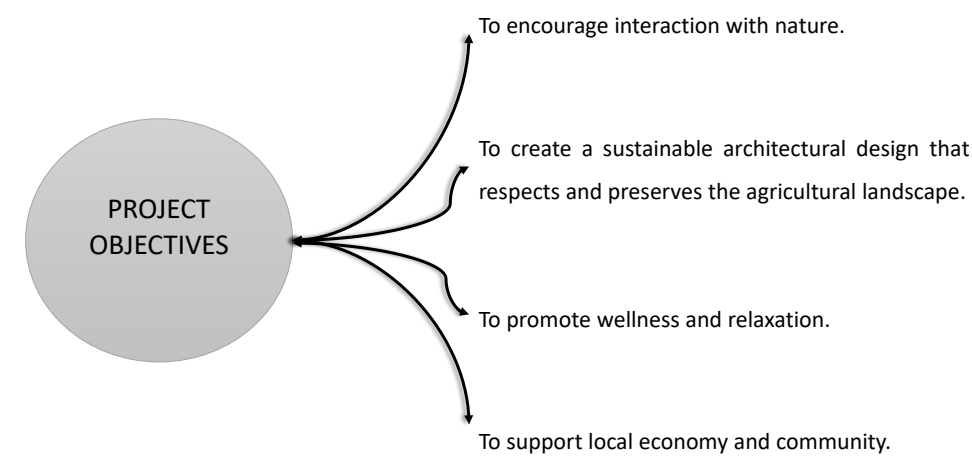 To encourage interaction with nature.
To create a sustainable architectural design that
respects and preserves the agricultural landscape.
PROJECT
OBJECTIVES
To promote wellness and relaxation.
To support local economy and community.